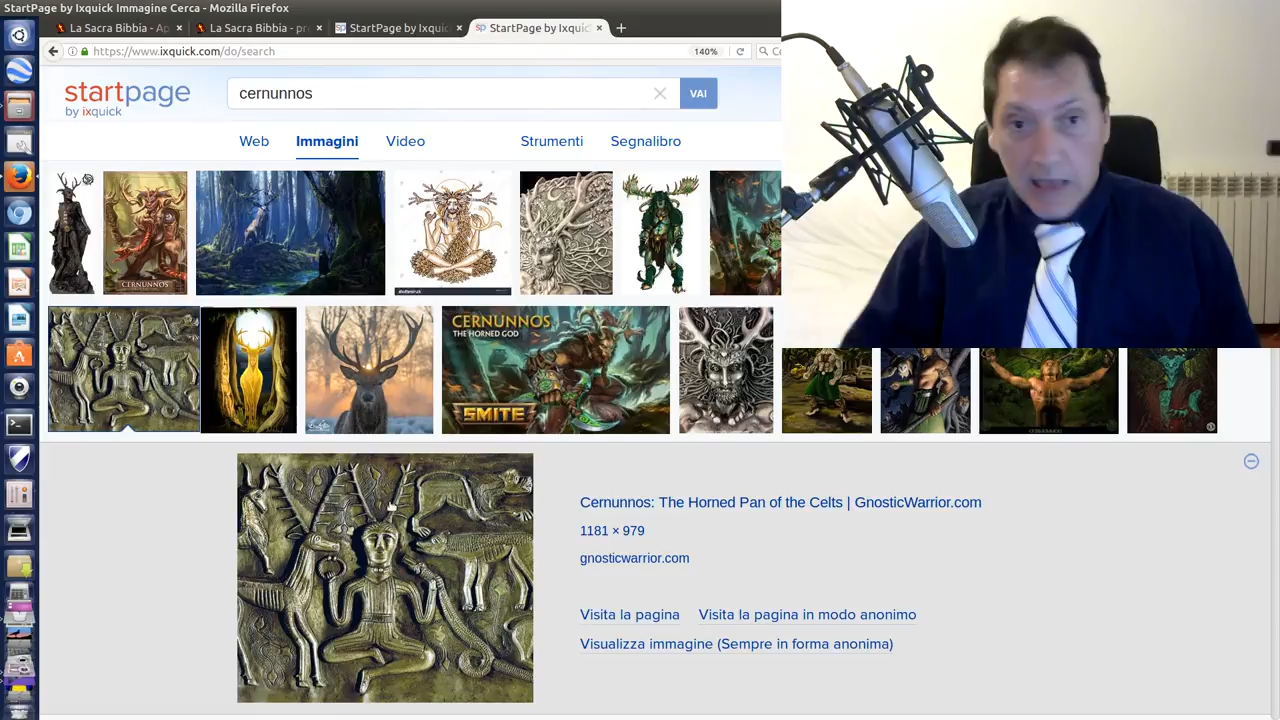 StartPage by Ixquick Immagine Cerca - Mozilla Firefox
La Sacra Bibbia - Ap
La Sacra Bibbia - pr
StartPage by Ixquic
StartPage by Ixquic
https://www.ixquick.com/do/search
140%
startpage
by ixquick
cernunnos
VAI
Web
Immagini
Video
Strumenti
Segnalibro
CERNUNNOS
CERNUNNOS
THE HORNED GOD
SMITE
Cernunnos: The Horned Pan of the Celts | GnosticWarrior.com
1181 × 979
gnosticwarrior.com
Visita la pagina
Visita la pagina in modo anonimo
Visualizza immagine (Sempre in forma anonima)